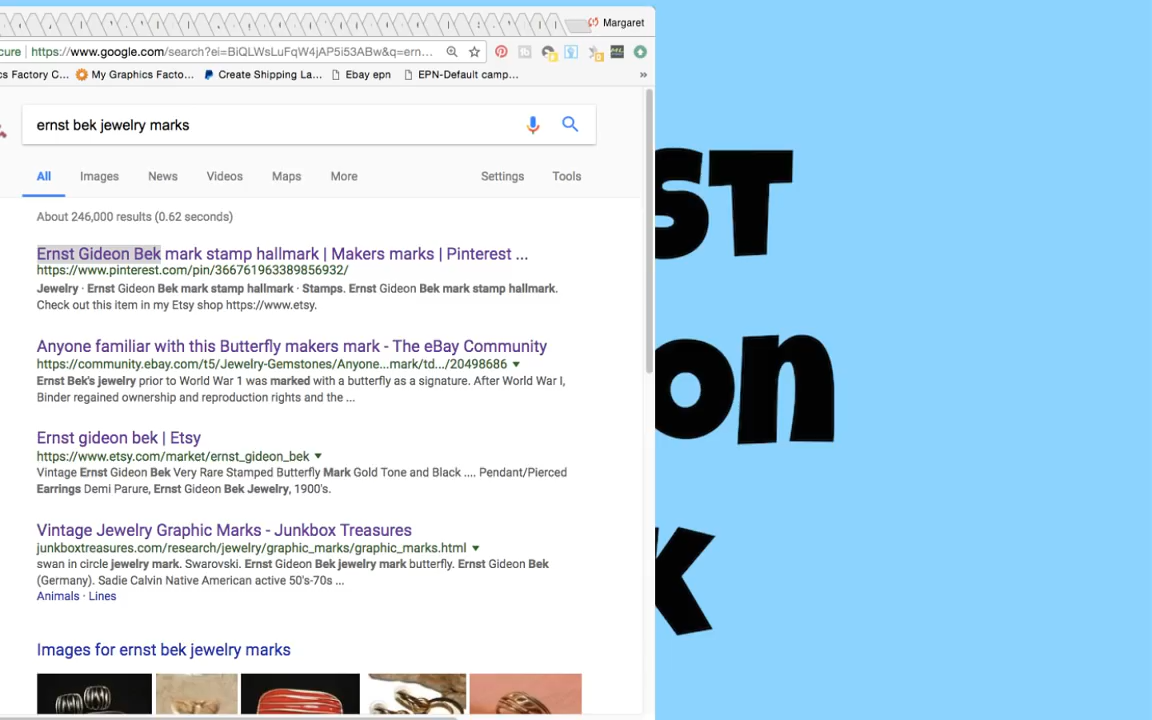 Margaret
cure https://www.google.com/search?ei=BiQLWsLuFqW4jAP5i53ABw&q=ern...
cs Factory C... My Graphics Facto... Create Shipping La... Ebay epn EPN-Default camp... »
ernst bek jewelry marks
All Images News Videos Maps More Settings Tools
About 246,000 results (0.62 seconds)
Ernst Gideon Bek mark stamp hallmark | Makers marks | Pinterest ...
https://www.pinterest.com/pin/366761963389856932/
Jewelry · Ernst Gideon Bek mark stamp hallmark · Stamps. Ernst Gideon Bek mark stamp hallmark.
Check out this item in my Etsy shop https://www.etsy.
Anyone familiar with this Butterfly makers mark - The eBay Community
https://community.ebay.com/t5/Jewelry-Gemstones/Anyone...mark/td.../20498686
Ernst Bek's jewelry prior to World War 1 was marked with a butterfly as a signature. After World War I,
Binder regained ownership and reproduction rights and the ...
Ernst gideon bek | Etsy
https://www.etsy.com/market/ernst_gideon_bek
Vintage Ernst Gideon Bek Very Rare Stamped Butterfly Mark Gold Tone and Black .... Pendant/Pierced
Earrings Demi Parure, Ernst Gideon Bek Jewelry, 1900's.
Vintage Jewelry Graphic Marks - Junkbox Treasures
junkboxtreasures.com/research/jewelry/graphic_marks/graphic_marks.html
swan in circle jewelry mark. Swarovski. Ernst Gideon Bek jewelry mark butterfly. Ernst Gideon Bek
(Germany). Sadie Calvin Native American active 50's-70s ...
Animals · Lines
Images for ernst bek jewelry marks
ST
on
K